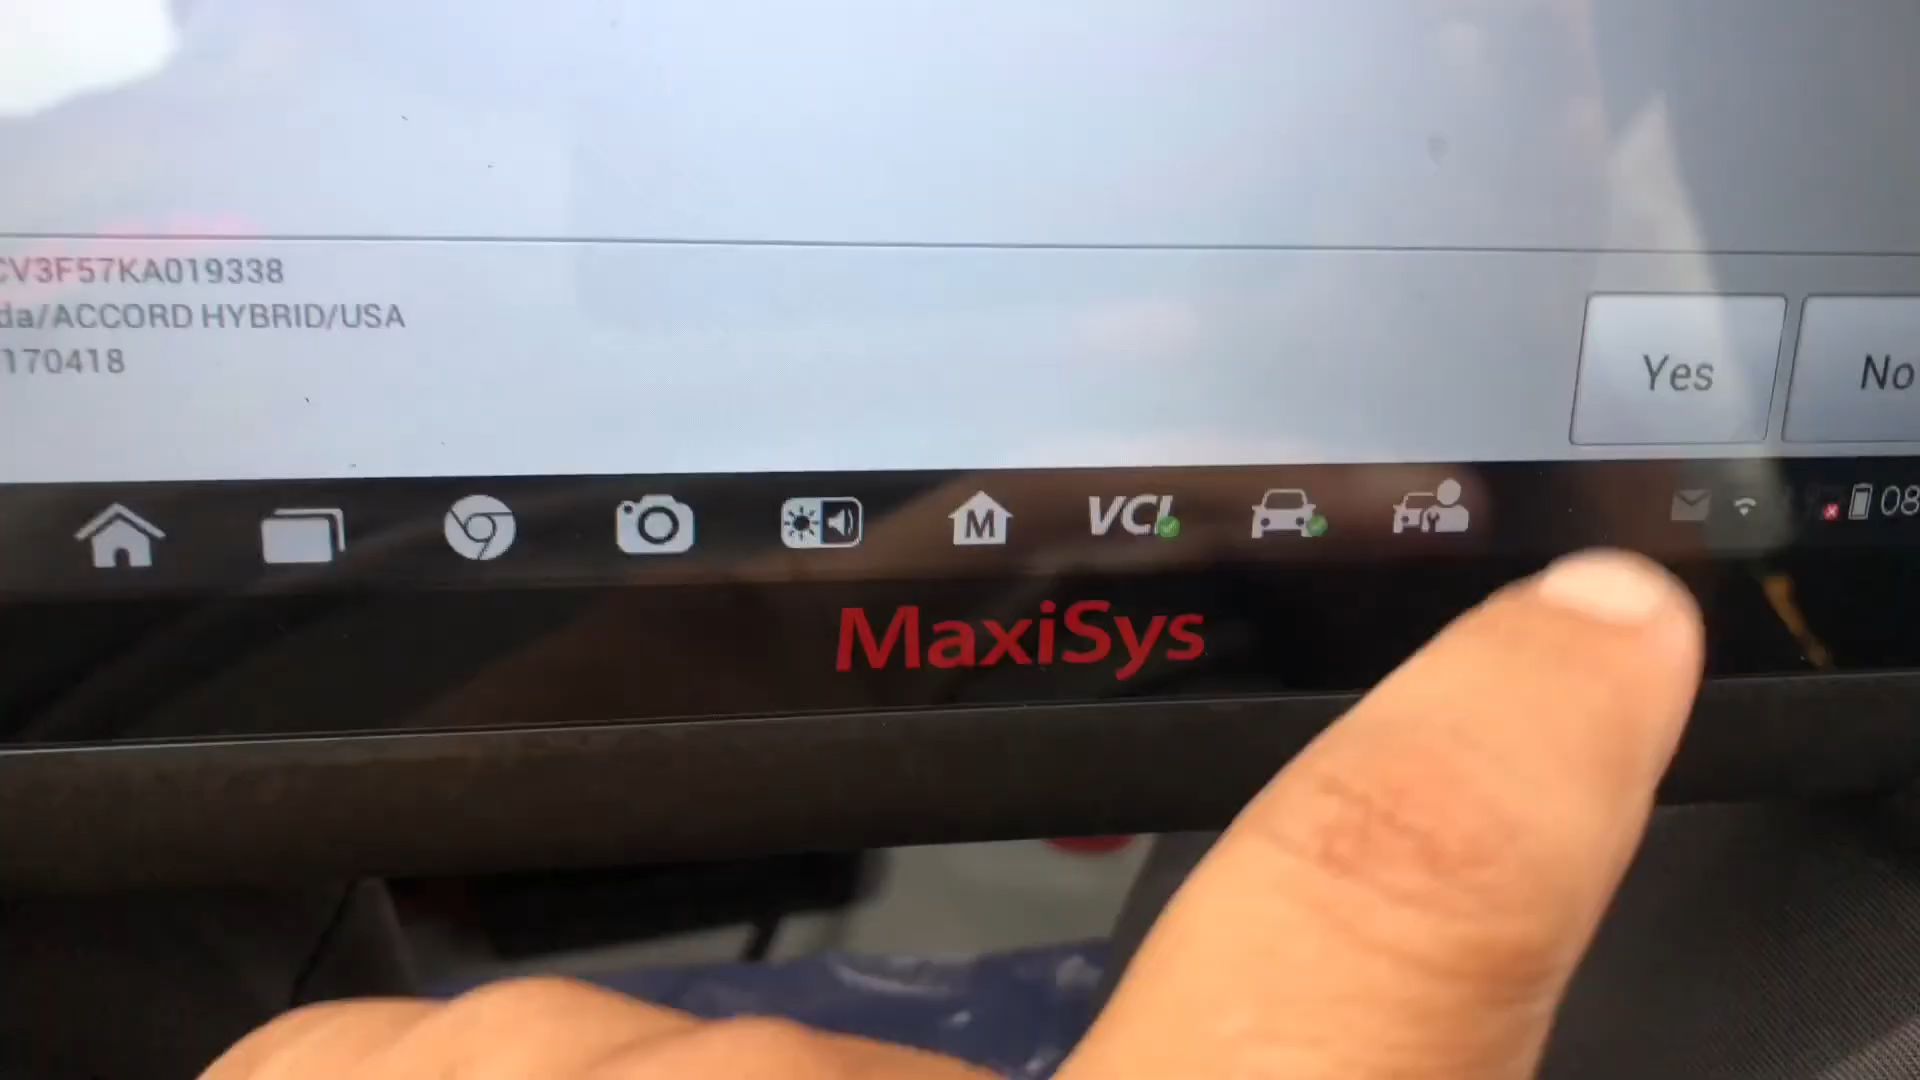 CV3F57KA019338
da/ACCORD HYBRID/USA
170418
Yes
No
M
VCI
08
MaxiSys